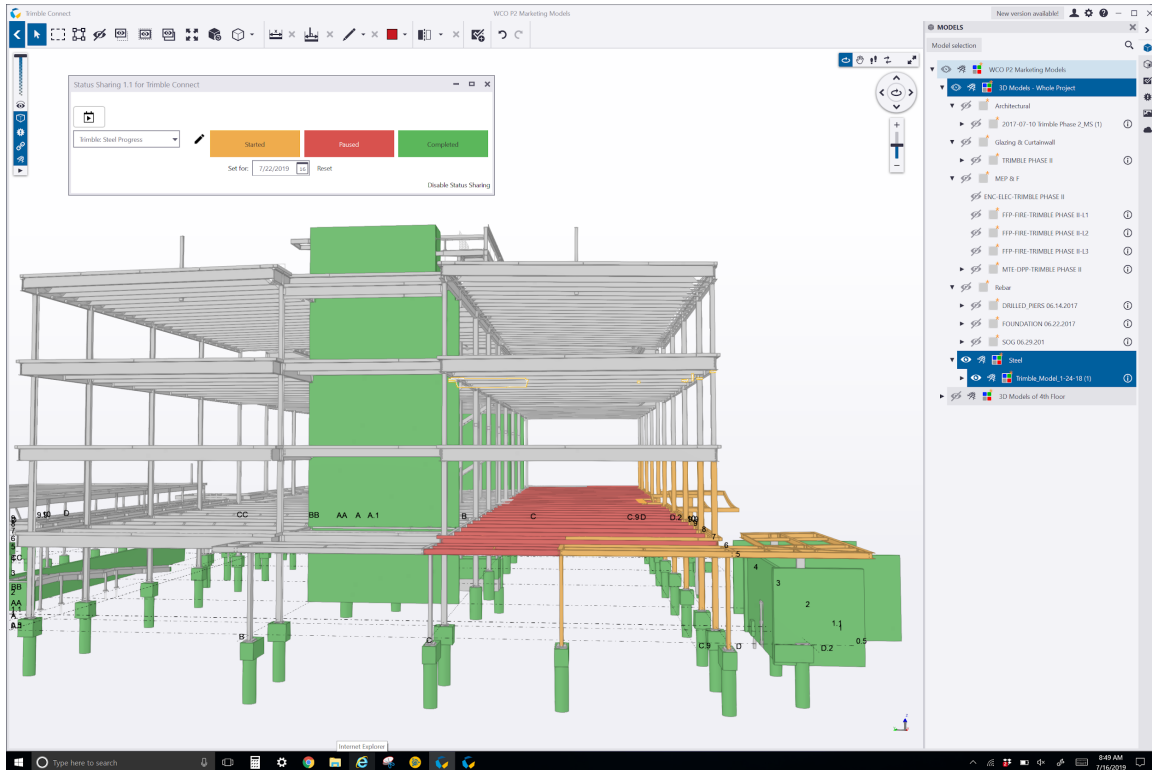 Trimble Connect
WCO P2 Marketing Models
New version available!
MODELS
Model selection
WCO P2 Marketing Models
3D Models - Whole Project
Architectural
2017-07-10 Trimble Phase 2_MS (1)
Glazing & Curtainwall
TRIMBLE PHASE II
MEP & F
ENC-ELEC-TRIMBLE PHASE II
FFP-FIRE-TRIMBLE PHASE II-L1
FFP-FIRE-TRIMBLE PHASE II-L2
FFP-FIRE-TRIMBLE PHASE II-L3
MTE-DPP-TRIMBLE PHASE II
Rebar
DRILLED_PIERS 06.14.2017
FOUNDATION 06.22.2017
SOG 06.29.201
Steel
Trimble_Model_1-24-18 (1)
3D Models of 4th Floor
Status Sharing 1.1 for Trimble Connect
Trimble: Steel Progress
Started
Paused
Completed
Set for:
7/22/2019
Reset
Disable Status Sharing
D
CC
BB
AA
A
A.1
B
C
C.9
D
D.2
8
7
6
5
4
3
2
1.1
1
0.5
CC
BB
AA
B
C
C.9
D
D.2
Internet Explorer
Type here to search
8:49 AM
7/16/2019